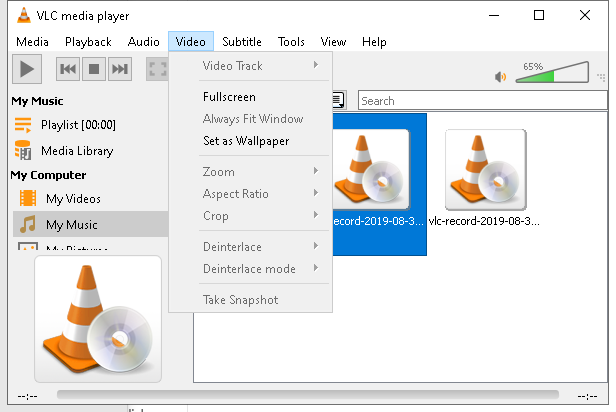 VLC media player
Media Playback Audio Video Subtitle Tools View Help
Video Track
65%
My Music
Fullscreen
Search
Playlist [00:00]
Always Fit Window
Media Library
Set as Wallpaper
My Computer
Zoom
My Videos
Aspect Ratio
My Music
Crop
record-2019-08-3...
vlc-record-2019-08-3...
My Pictures
Deinterlace
Deinterlace mode
Take Snapshot
--:--
--:--